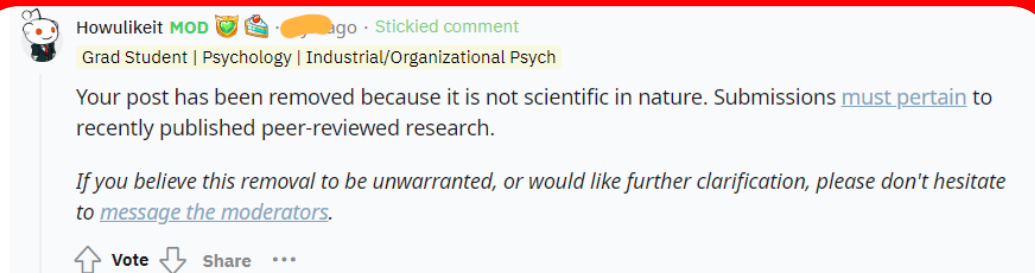 Howulikeit MOD · ago · Stickied comment
Grad Student | Psychology | Industrial/Organizational Psych
Your post has been removed because it is not scientific in nature. Submissions must pertain to
recently published peer-reviewed research.
If you believe this removal to be unwarranted, or would like further clarification, please don't hesitate
to message the moderators.
Vote Share ...